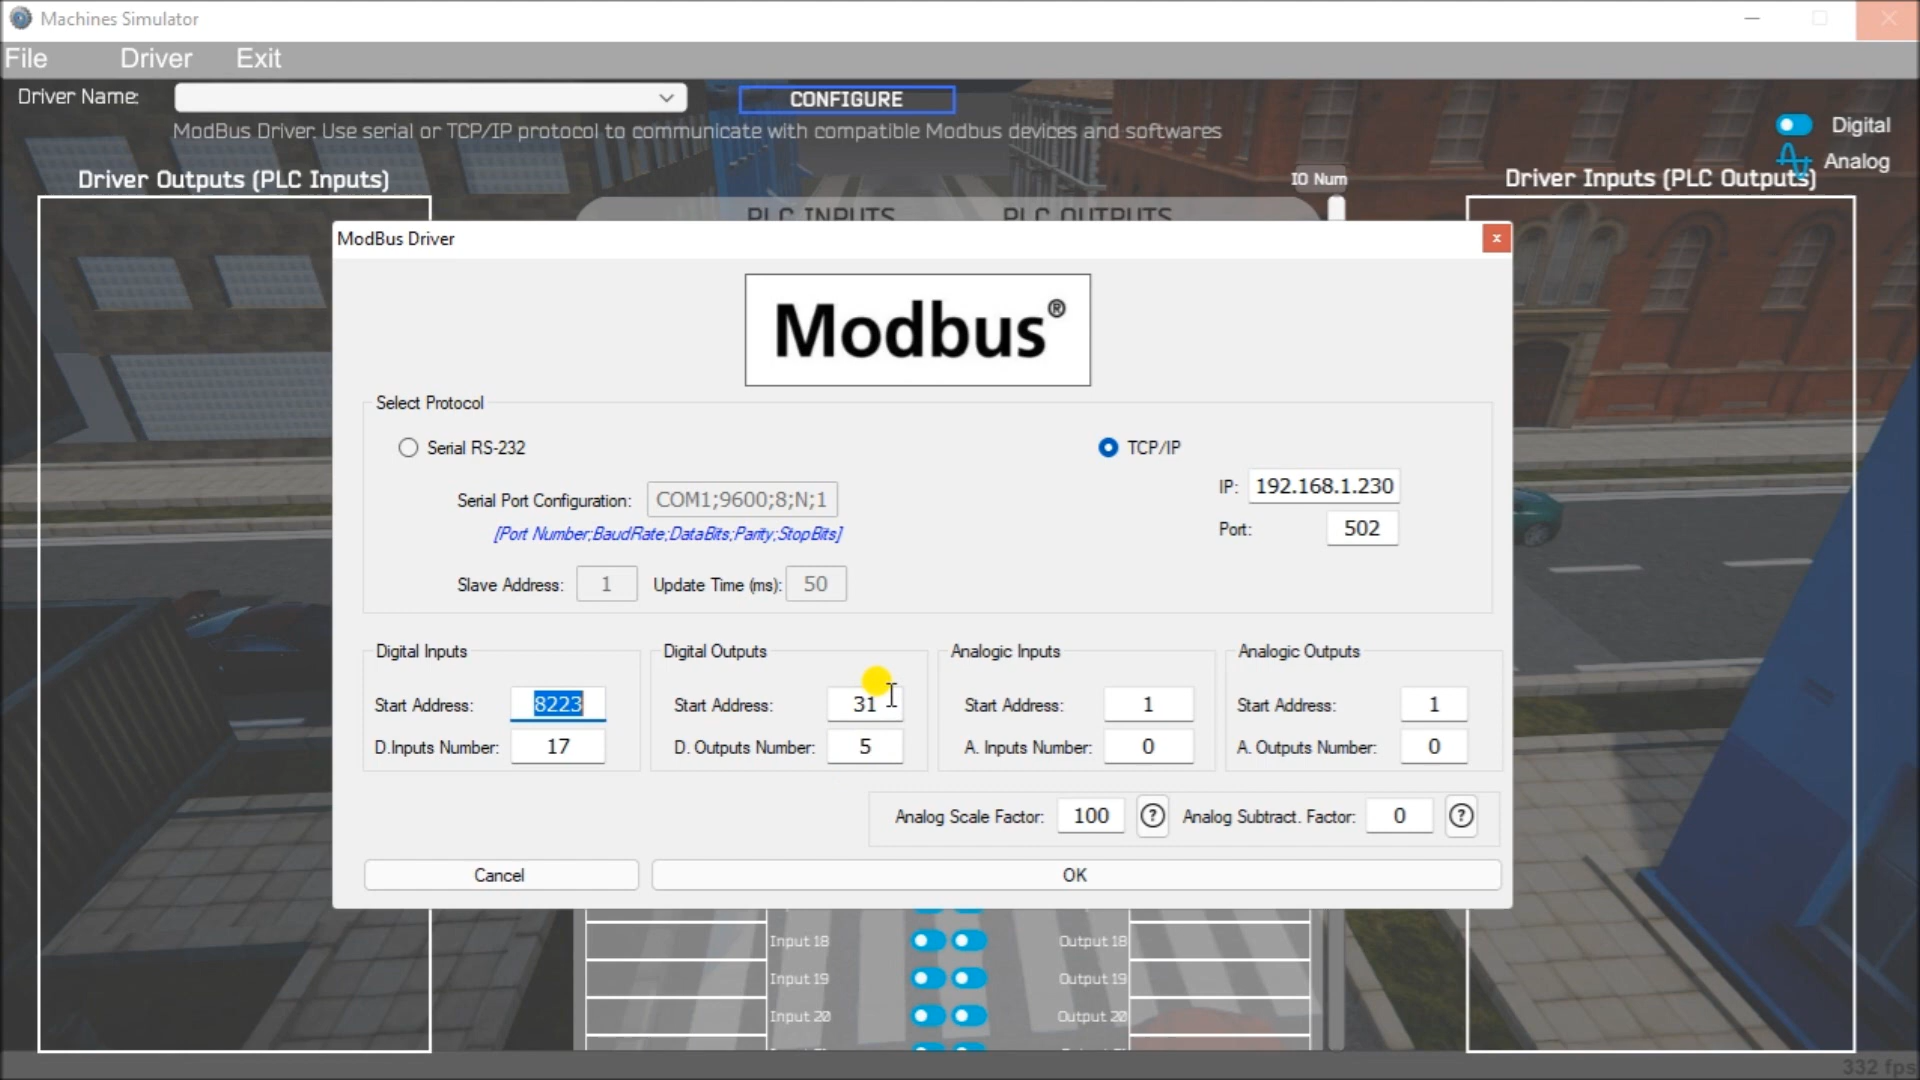 Machines Simulator
File Driver Exit
Driver Name:
CONFIGURE
ModBus Driver. Use serial or TCP/IP protocol to communicate with compatible Modbus devices and softwares
Digital
Analog
Driver Outputs (PLC Inputs)
IO Num
Driver Inputs (PLC Outputs)
PLC INPUTS PLC OUTPUTS
ModBus Driver
x
Modbus®
Select Protocol
Serial RS-232
TCP/IP
Serial Port Configuration: COM1;9600;8;N;1
[Port Number;BaudRate;DataBits;Parity;StopBits]
IP: 192.168.1.230
Port: 502
Slave Address: 1 Update Time (ms): 50
Digital Inputs
Start Address: 8223
D.Inputs Number: 17
Digital Outputs
Start Address: 31
D. Outputs Number: 5
Analogic Inputs
Start Address: 1
A. Inputs Number: 0
Analogic Outputs
Start Address: 1
A. Outputs Number: 0
Analog Scale Factor: 100 ? Analog Subtract. Factor: 0 ?
Cancel OK
Input 18 Output 18
Input 19 Output 19
Input 20 Output 20
332 fps